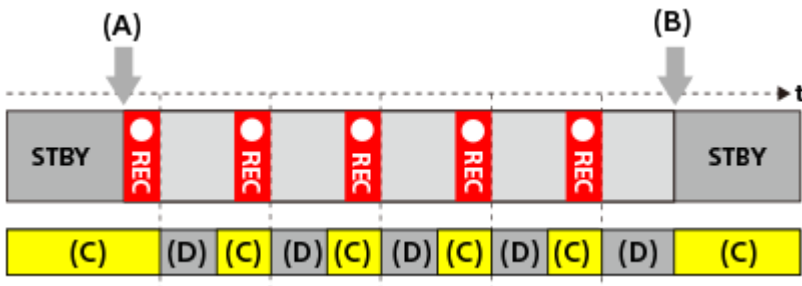 (A) (B)
t
STBY REC REC REC REC REC STBY
(C) (D) (C) (D) (C) (D) (C) (D) (C) (D) (C)